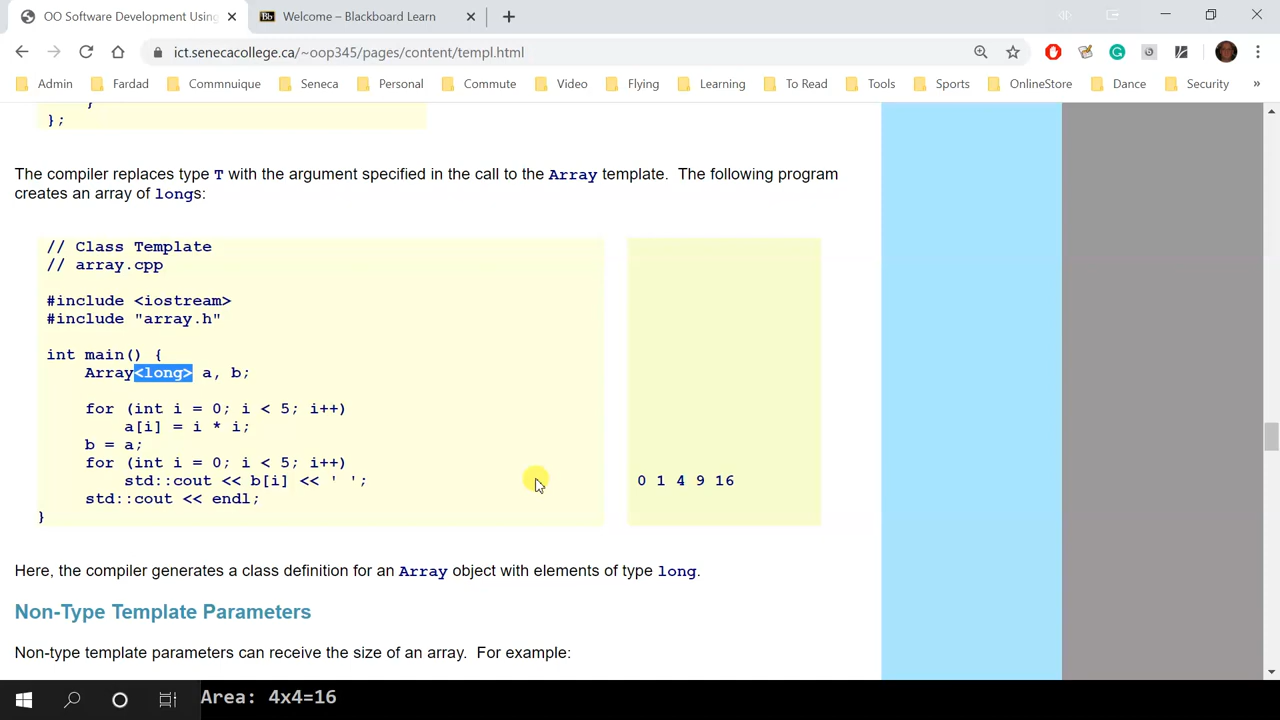 OO Software Development Using
Welcome – Blackboard Learn
ict.senecacollege.ca/~oop345/pages/content/templ.html
Admin Fardad Commnuique Seneca Personal Commute Video Flying Learning To Read Tools Sports OnlineStore Dance Security »
}
};
The compiler replaces type T with the argument specified in the call to the Array template. The following program
creates an array of longs:
// Class Template
// array.cpp
#include <iostream>
#include "array.h"
int main() {
Array<long> a, b;
for (int i = 0; i < 5; i++)
a[i] = i * i;
b = a;
for (int i = 0; i < 5; i++)
std::cout << b[i] << ' ';
0 1 4 9 16
std::cout << endl;
}
Here, the compiler generates a class definition for an Array object with elements of type long.
Non-Type Template Parameters
Non-type template parameters can receive the size of an array. For example:
Area: 4x4=16